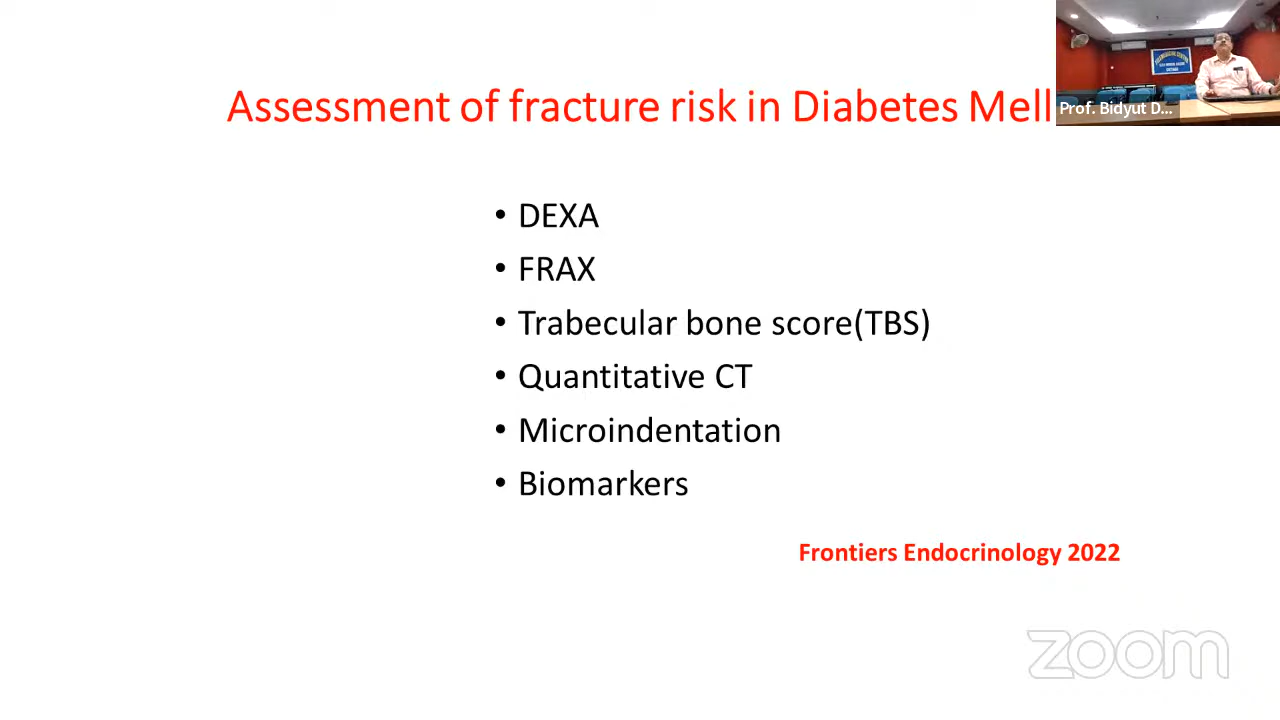 Assessment of fracture risk in Diabetes Mell
Prof. Bidyut D...
• DEXA
• FRAX
• Trabecular bone score(TBS)
• Quantitative CT
• Microindentation
• Biomarkers
Frontiers Endocrinology 2022
zoom